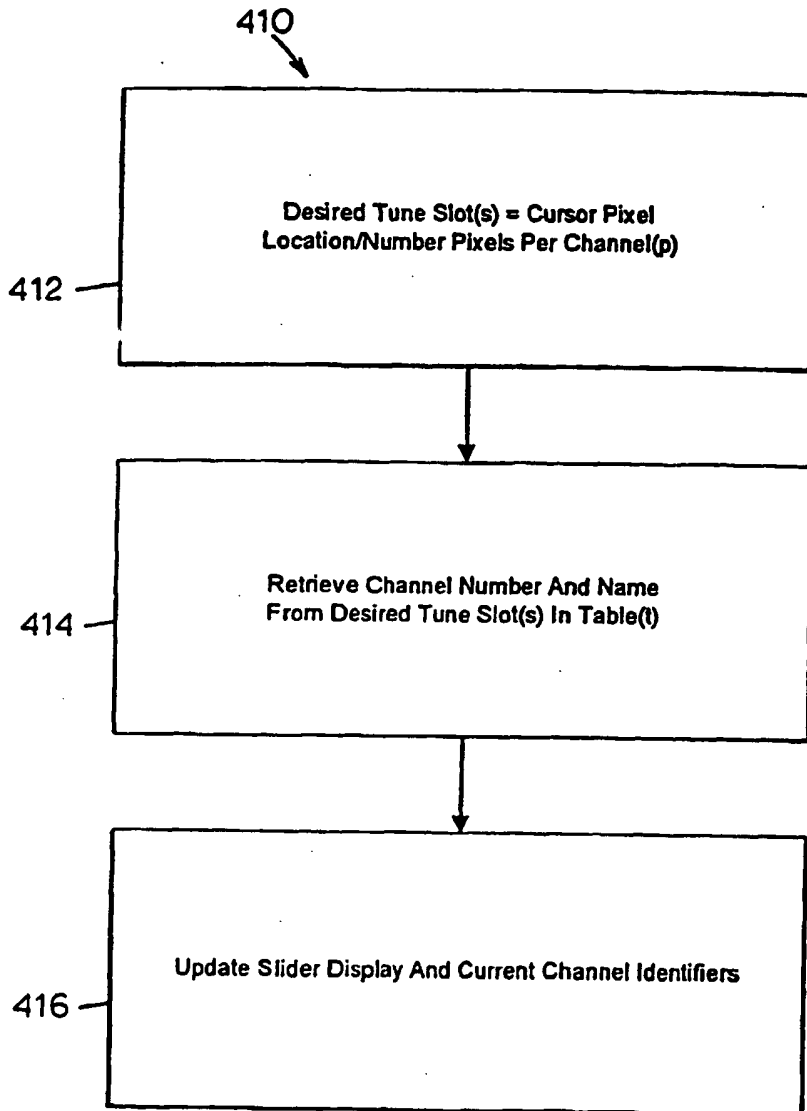 410
Desired Tune Slot(s) = Cursor Pixel
Location/Number Pixels Per Channel(p)
412
Retrieve Channel Number And Name
From Desired Tune Slot(s) In Table(t)
414
Update Slider Display And Current Channel Identifiers
416